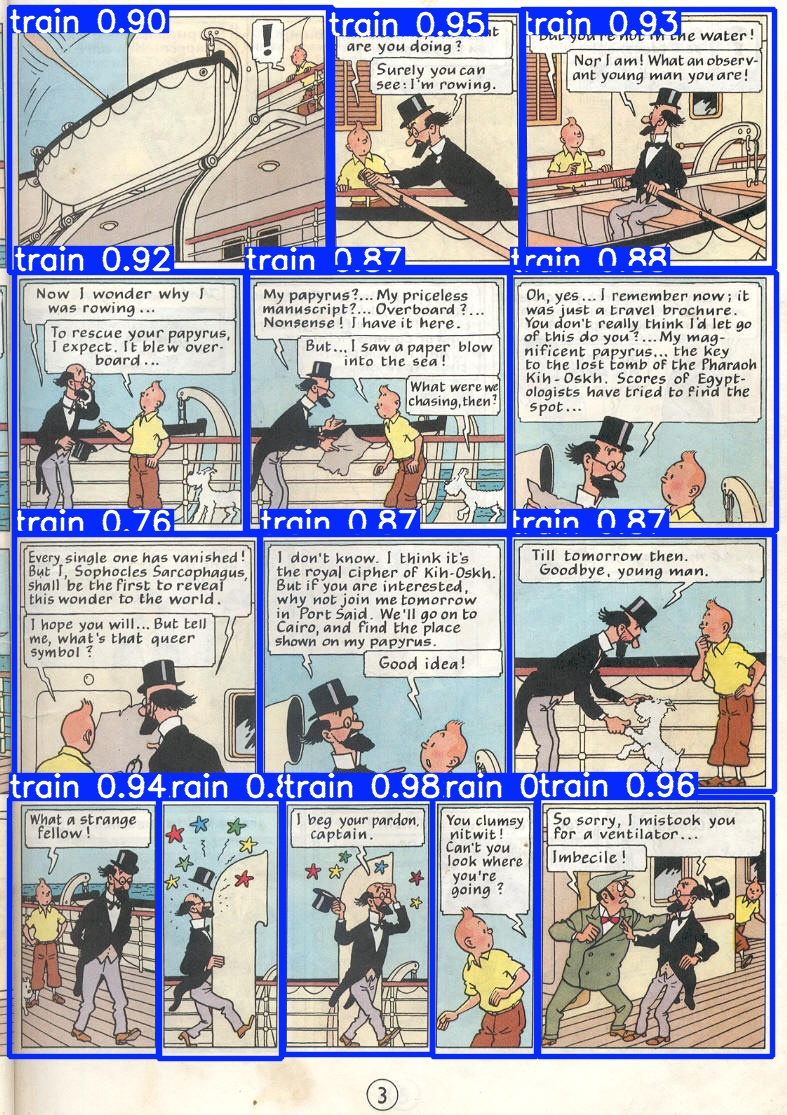 train 0.90
!
train 0.95
are you doing ?
Surely you can
see: I'm rowing.
train 0.93
But you're not in the water !
Nor I am! What an observ-
ant young man you are!
train 0.92
Now I wonder why I
was rowing ...
To rescue your papyrus,
I expect. It blew over-
board ...
train 0.87
My papyrus?... My priceless
manuscript?... Overboard ?...
Nonsense ! I have it here.
But... I saw a paper blow
into the sea !
What were we
chasing, then?
train 0.88
Oh, yes... I remember now; it
was just a travel brochure.
You don't really think I'd let go
of this do you?...My mag-
nificent papyrus... the key
to the lost tomb of the Pharaoh
Kih-Oskh. Scores of Egypt-
ologists have tried to find the
spot...
train 0.76
Every single one has vanished !
But I, Sophocles Sarcophagus,
shall be the first to reveal
this wonder to the world.
I hope you will... But tell
me, what's that queer
symbol ?
train 0.87
I don't know. I think it's
the royal cipher of Kih-Oskh.
But if you are interested,
why not join me tomorrow
in Port Said. We'll go on to
Cairo, and find the place
shown on my papyrus.
Good idea!
train 0.87
Till tomorrow then.
Goodbye, young man.
train 0.94
What a strange
fellow !
rain 0.8
train 0.98
I beg your pardon,
captain.
rain 0
You clumsy
nitwit!
Can't you
look where
you're
going ?
train 0.96
So sorry, I mistook you
for a ventilator...
Imbecile !
3